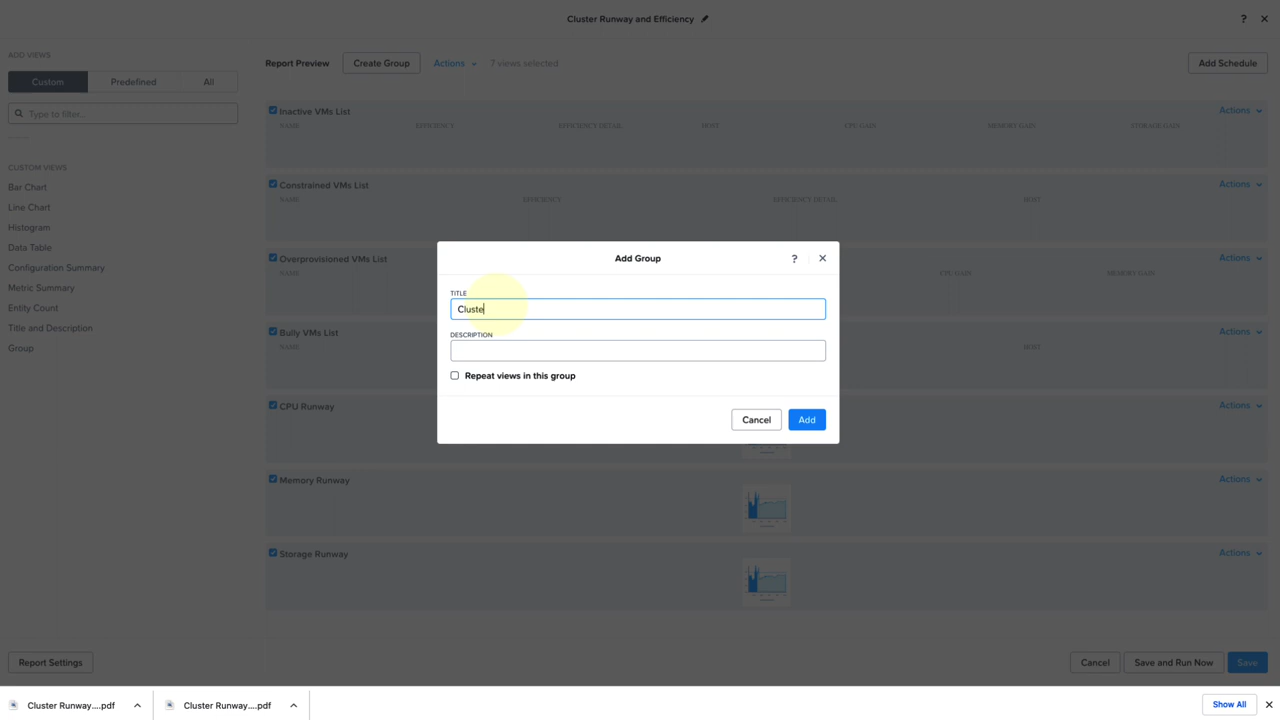 Cluster Runway and Efficiency
?
ADD VIEWS
Custom
Predefined
All
Type to filter...
CUSTOM VIEWS
Bar Chart
Line Chart
Histogram
Data Table
Configuration Summary
Metric Summary
Entity Count
Title and Description
Group
Report Settings
Report Preview
Create Group
Actions
7 views selected
Add Schedule
Inactive VMs List
Actions
NAME EFFICIENCY EFFICIENCY DETAIL HOST CPU GAIN MEMORY GAIN STORAGE GAIN
Constrained VMs List
Actions
NAME EFFICIENCY EFFICIENCY DETAIL HOST
Overprovisioned VMs List
Actions
NAME CPU GAIN MEMORY GAIN
Bully VMs List
Actions
NAME HOST
CPU Runway
Actions
Memory Runway
Actions
Storage Runway
Actions
Add Group
?
TITLE
Cluste
DESCRIPTION
Repeat views in this group
Cancel
Add
Cancel
Save and Run Now
Save
Cluster Runway....pdf
Cluster Runway....pdf
Show All